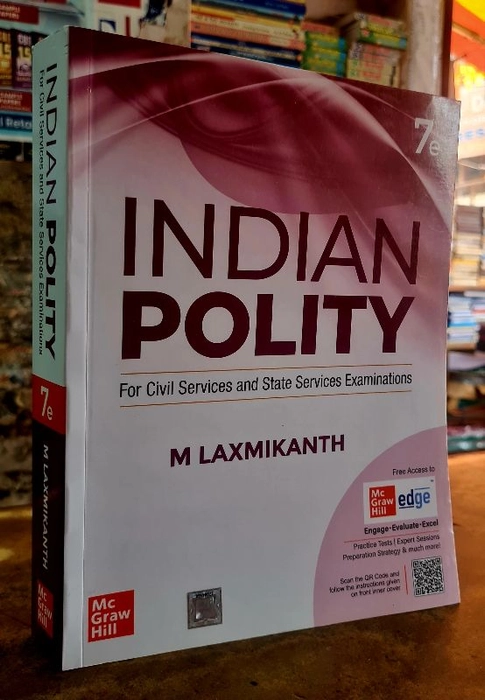 INDIAN POLITY
For Civil Services and State Services Examinations
7e
M LAXMIKANTH
Mc
Graw
Hill
7e
INDIAN
POLITY
For Civil Services and State Services Examinations
M LAXMIKANTH
Free Access to
Mc
Graw
Hill
edge
Engage•Evaluate•Excel
Practice Tests | Expert Sessions
Preparation Strategy & much more!
Scan the QR Code and
follow the instructions given
on front inner cover
Mc
Graw
Hill